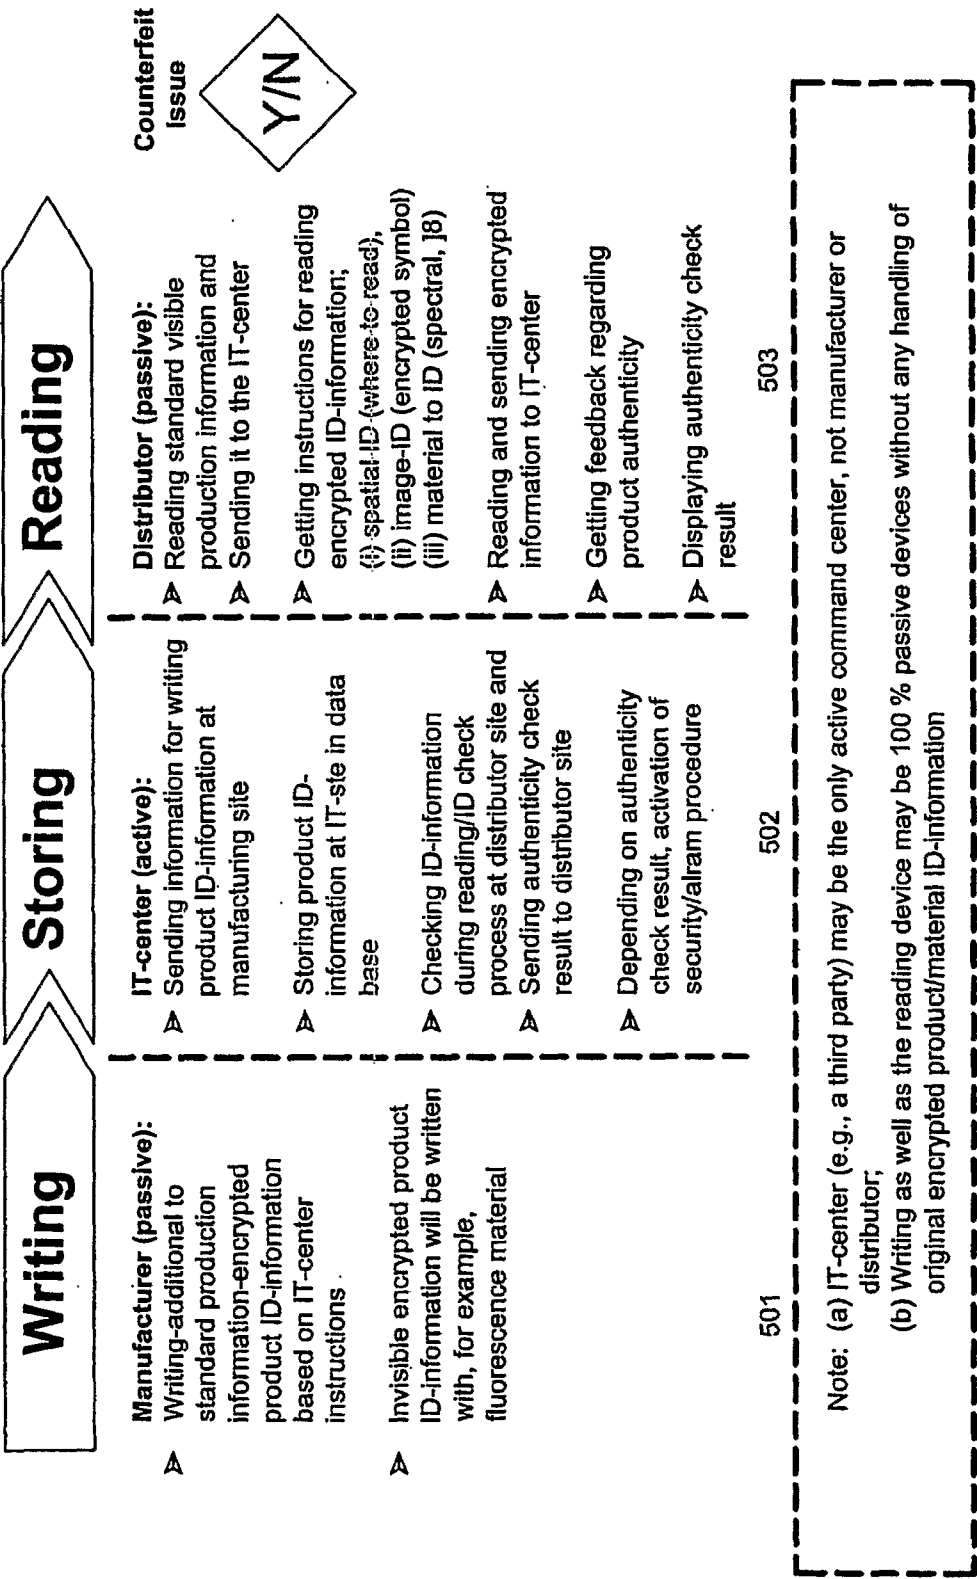 Writing
Storing
Reading
Counterfeit
Issue
Y/N
Manufacturer (passive):
➢ Writing-additional to
standard production
information-encrypted
product ID-information
based on IT-center
instructions
➢ Invisible encrypted product
ID-information will be written
with, for example,
fluorescence material
501
IT-center (active):
➢ Sending information for writing
product ID-information at
manufacturing site
➢ Storing product ID-
information at IT-ste in data
base
➢ Checking ID-information
during reading/ID check
process at distributor site and
➢ Sending authenticity check
result to distributor site
➢ Depending on authenticity
check result, activation of
security/alram procedure
502
Distributor (passive):
➢ Reading standard visible
production information and
➢ Sending it to the IT-center
➢ Getting instructions for reading
encrypted ID-information;
(i) spatial-ID (where-to-read),
(ii) image-ID (encrypted symbol)
(iii) material to ID (spectral, ]8)
➢ Reading and sending encrypted
information to IT-center
➢ Getting feedback regarding
product authenticity
➢ Displaying authenticity check
result
503
Note: (a) IT-center (e.g., a third party) may be the only active command center, not manufacturer or
distributor;
(b) Writing as well as the reading device may be 100 % passive devices without any handling of
original encrypted product/material ID-information